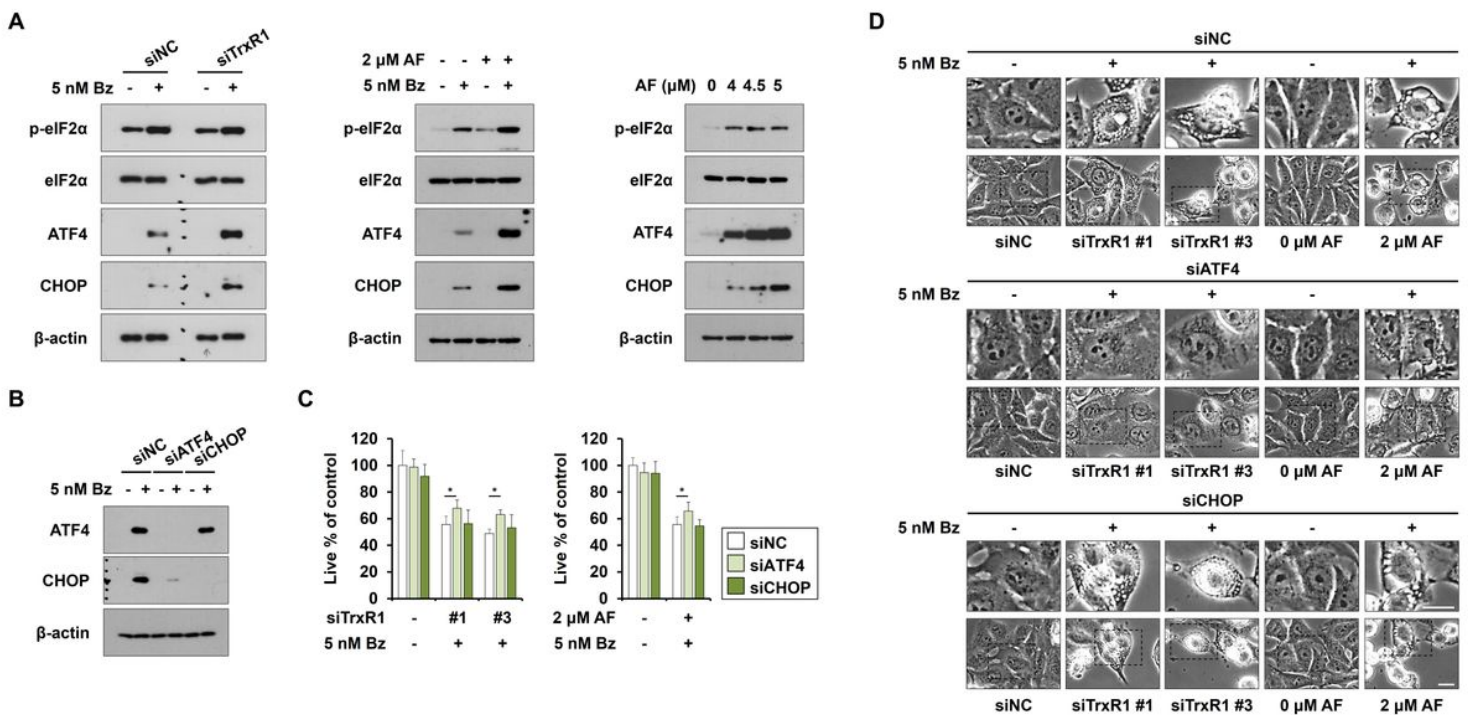 A
siNC siTrxR1
5 nM Bz - + - +
p-eIF2α
eIF2α
ATF4
CHOP
β-actin
2 μM AF - - + +
5 nM Bz - + - +
p-eIF2α
eIF2α
ATF4
CHOP
β-actin
AF (μM) 0 4 4.5 5
p-eIF2α
eIF2α
ATF4
CHOP
β-actin
B
siNC siATF4 siCHOP
5 nM Bz - + - + - +
ATF4
CHOP
β-actin
C
Live % of control
120
100
80
60
40
20
0
* *
siTrxR1 - #1 #3
5 nM Bz - + +
Live % of control
120
100
80
60
40
20
0
*
2 μM AF - +
5 nM Bz - +
siNC
siATF4
siCHOP
D
siNC
5 nM Bz - + + - +
siNC siTrxR1 #1 siTrxR1 #3 0 μM AF 2 μM AF
siATF4
5 nM Bz - + + - +
siNC siTrxR1 #1 siTrxR1 #3 0 μM AF 2 μM AF
siCHOP
5 nM Bz - + + - +
siNC siTrxR1 #1 siTrxR1 #3 0 μM AF 2 μM AF